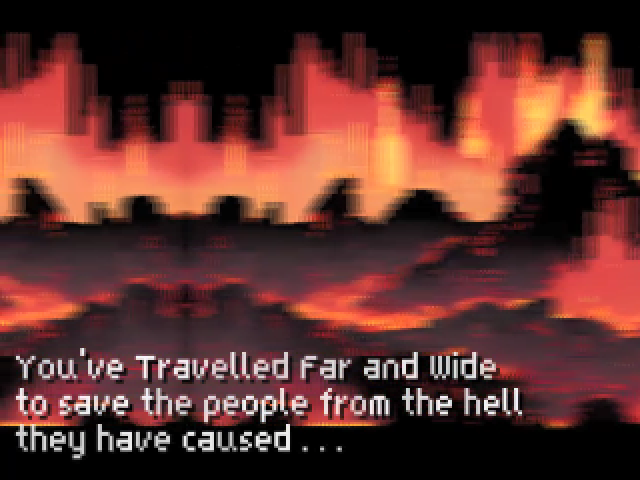 You've Travelled Far and Wide
to save the people from the hell
they have caused . . .